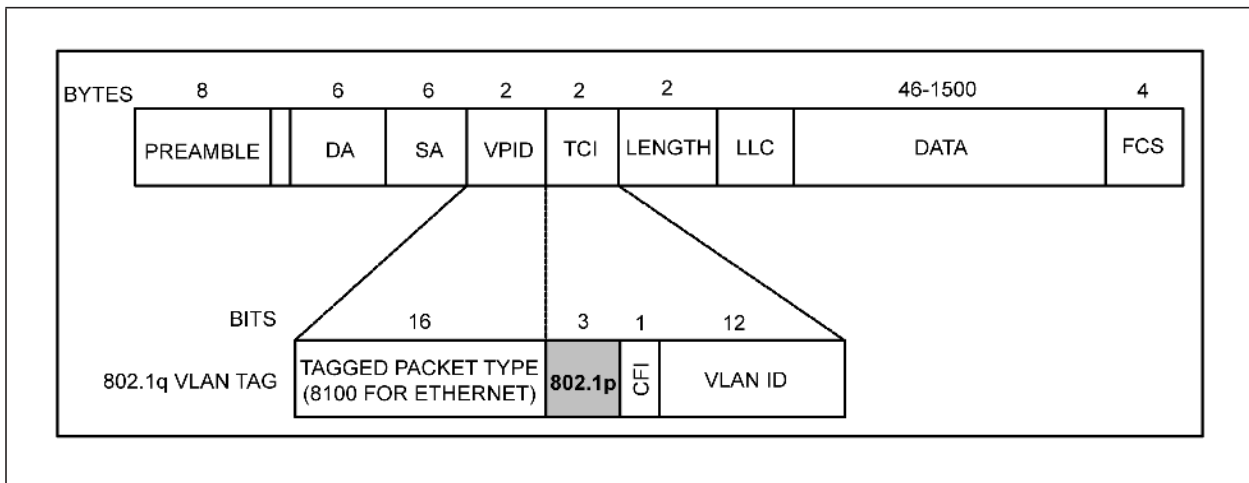 BYTES 8 6 6 2 2 2 46-1500 4
PREAMBLE DA SA VPID TCI LENGTH LLC DATA FCS
BITS 16 3 1 12
802.1q VLAN TAG TAGGED PACKET TYPE (8100 FOR ETHERNET) 802.1p CFI VLAN ID